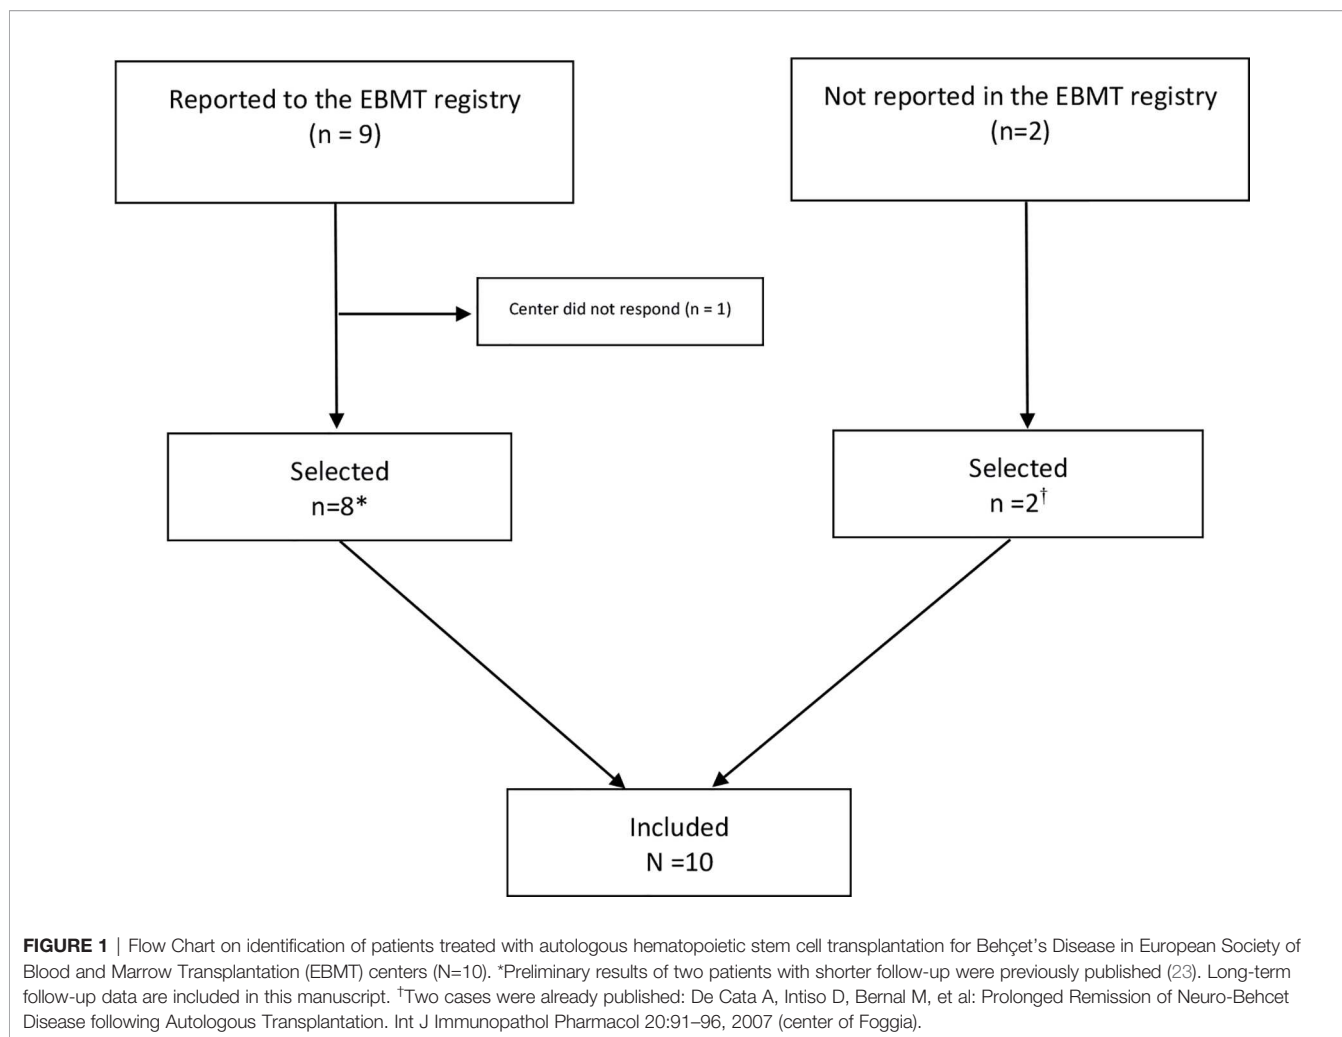 Reported to the EBMT registry
(n = 9)
Not reported in the EBMT registry
(n=2)
Center did not respond (n = 1)
Selected
n=8*
Selected
n =2†
Included
N =10
FIGURE 1 | Flow Chart on identification of patients treated with autologous hematopoietic stem cell transplantation for Behçet's Disease in European Society of
Blood and Marrow Transplantation (EBMT) centers (N=10). *Preliminary results of two patients with shorter follow-up were previously published (23). Long-term
follow-up data are included in this manuscript. †Two cases were already published: De Cata A, Intiso D, Bernal M, et al: Prolonged Remission of Neuro-Behcet
Disease following Autologous Transplantation. Int J Immunopathol Pharmacol 20:91–96, 2007 (center of Foggia).